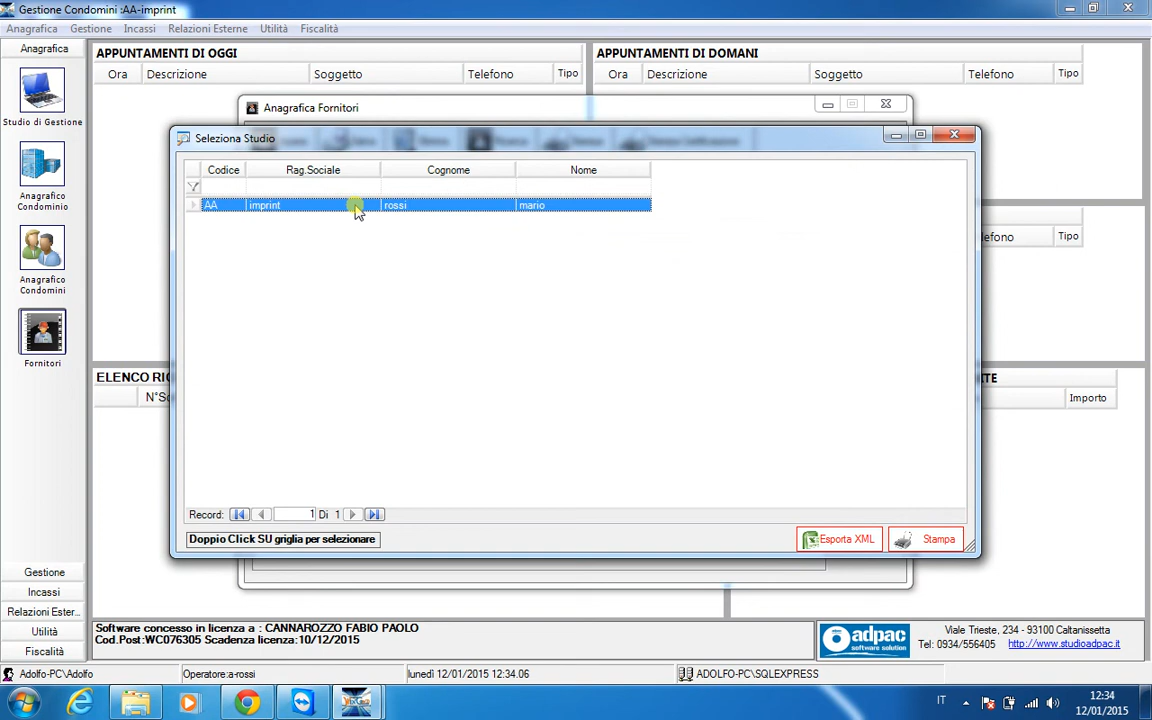 Gestione Condomini :AA-imprint
Anagrafica Gestione Incassi Relazioni Esterne Utilità Fiscalità
Anagrafica
Studio di Gestione
Anagrafico
Condominio
Anagrafico
Condomini
Fornitori
Gestione
Incassi
Relazioni Ester...
Utilità
Fiscalità
APPUNTAMENTI DI OGGI
Ora Descrizione Soggetto Telefono Tipo
APPUNTAMENTI DI DOMANI
Ora Descrizione Soggetto Telefono Tipo
Anagrafica Fornitori
Seleziona Studio
Codice Rag.Sociale Cognome Nome
AA imprint rossi mario
Record: 1 Di 1
Doppio Click SU griglia per selezionare
Esporta XML Stampa
lefono Tipo
ELENCO RI
N°S
ITE
Importo
Software concesso in licenza a : CANNAROZZO FABIO PAOLO
Cod.Post:WC076305 Scadenza licenza:10/12/2015
adpac
software solution
Viale Trieste, 234 - 93100 Caltanissetta
Tel: 0934/556405 http://www.studioadpac.it
Adolfo-PC\Adolfo Operatore:a-rossi lunedì 12/01/2015 12.34.06 ADOLFO-PC\SQLEXPRESS
IT
12:34
12/01/2015